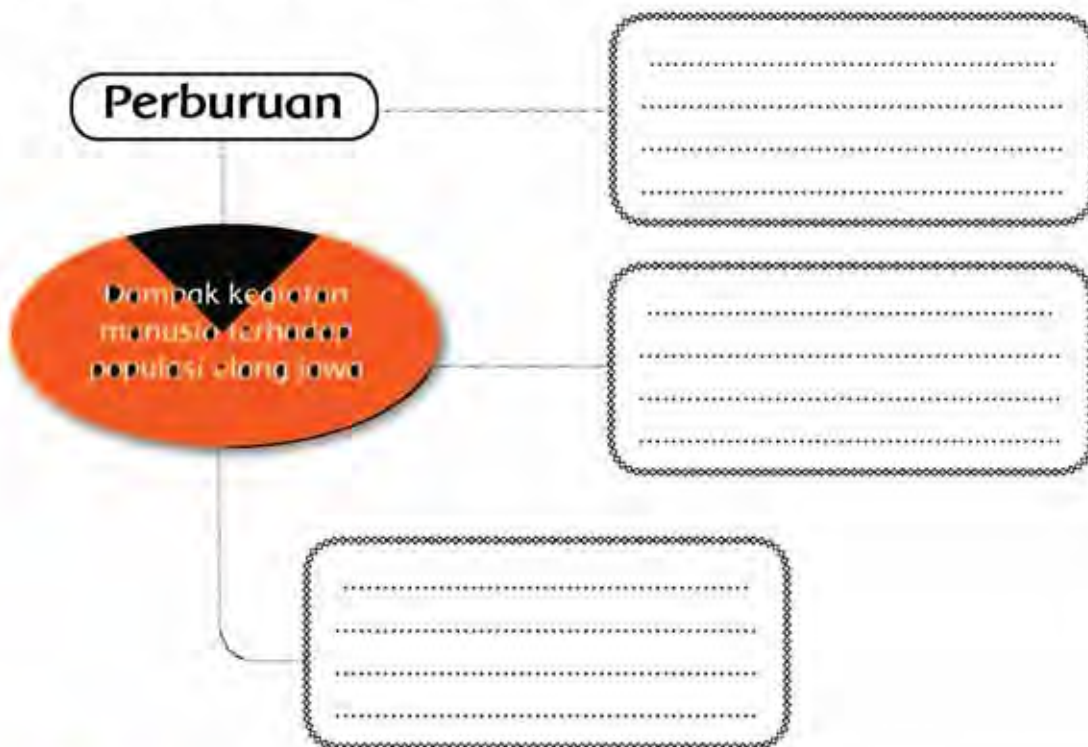 Perburuan
Dampak kegiatan
manusia terhadap
populasi elang jawa